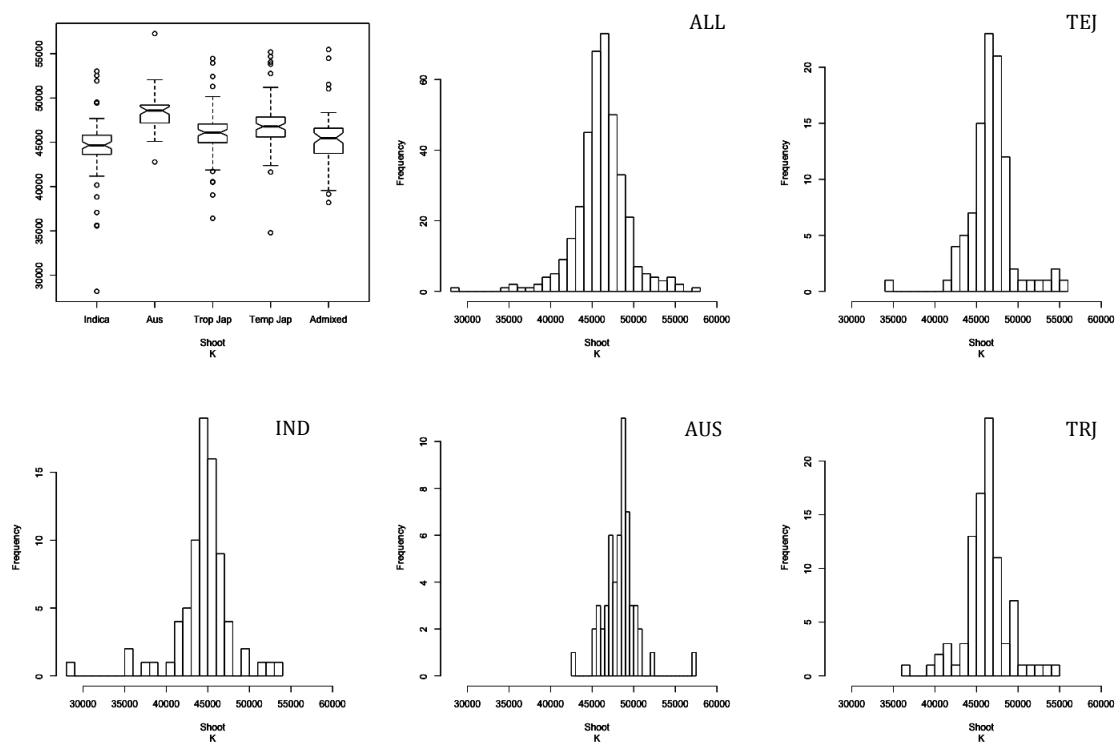 30000 35000 40000 45000 50000 55000
Indica Aus Trop Jap Temp Jap Admixed
Shoot
K
ALL
Frequency
0 20 40 60
30000 35000 40000 45000 50000 55000 60000
Shoot
K
TEJ
Frequency
0 5 10 15 20
30000 35000 40000 45000 50000 55000 60000
Shoot
K
IND
Frequency
0 5 10 15
30000 35000 40000 45000 50000 55000 60000
Shoot
K
AUS
Frequency
0 2 4 6 8 10
30000 35000 40000 45000 50000 55000 60000
Shoot
K
TRJ
Frequency
0 5 10 15 20
30000 35000 40000 45000 50000 55000 60000
Shoot
K